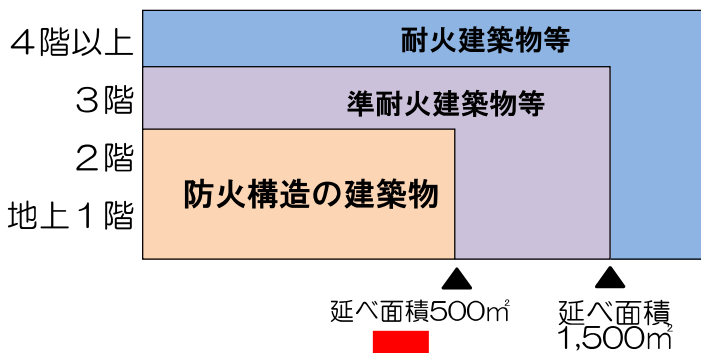 4階以上
耐火建築物等
3階
準耐火建築物等
2階
防火構造の建築物
地上1階
延べ面積500㎡
延べ面積
1,500㎡